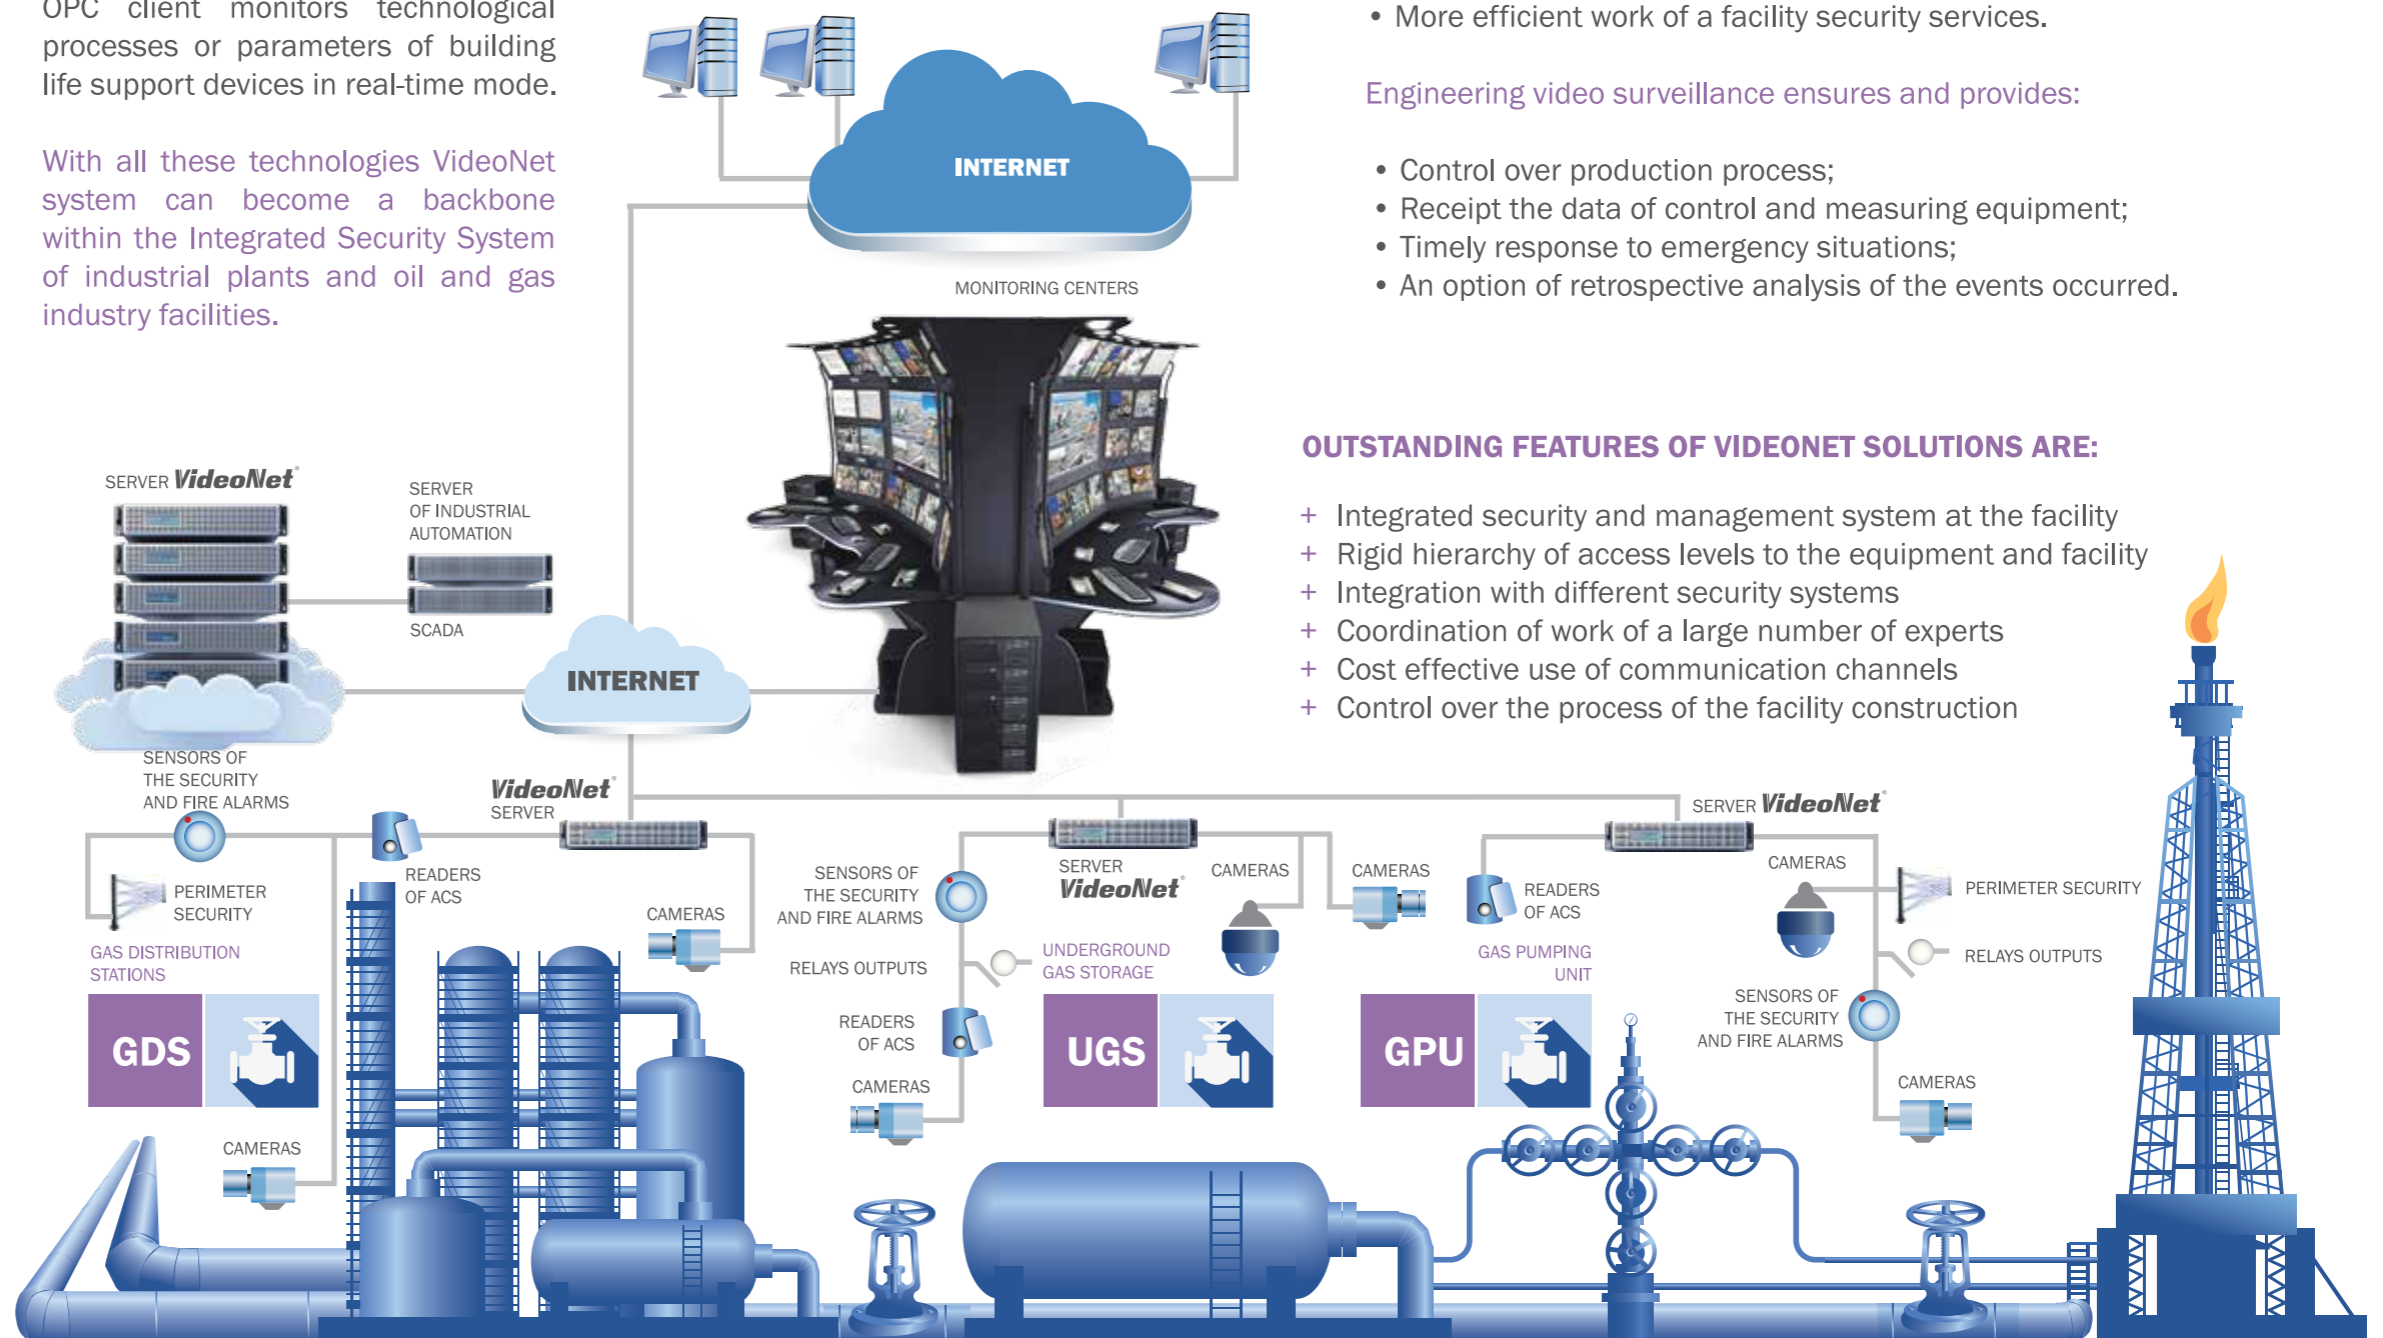 OPC client monitors technological
processes or parameters of building
life support devices in real-time mode.
With all these technologies VideoNet
system can become a backbone
within the Integrated Security System
of industrial plants and oil and gas
industry facilities.
• More efficient work of a facility security services.
Engineering video surveillance ensures and provides:
• Control over production process;
• Receipt the data of control and measuring equipment;
• Timely response to emergency situations;
• An option of retrospective analysis of the events occurred.
INTERNET
MONITORING CENTERS
OUTSTANDING FEATURES OF VIDEONET SOLUTIONS ARE:
+ Integrated security and management system at the facility
+ Rigid hierarchy of access levels to the equipment and facility
+ Integration with different security systems
+ Coordination of work of a large number of experts
+ Cost effective use of communication channels
+ Control over the process of the facility construction
SERVER VideoNet®
SERVER
OF INDUSTRIAL
AUTOMATION
SCADA
INTERNET
SENSORS OF
THE SECURITY
AND FIRE ALARMS
VideoNet®
SERVER
READERS
OF ACS
PERIMETER
SECURITY
CAMERAS
GAS DISTRIBUTION
STATIONS
GDS
CAMERAS
SENSORS OF
THE SECURITY
AND FIRE ALARMS
SERVER
VideoNet®
CAMERAS
CAMERAS
RELAYS OUTPUTS
UNDERGROUND
GAS STORAGE
READERS
OF ACS
UGS
CAMERAS
SERVER VideoNet®
CAMERAS
READERS
OF ACS
PERIMETER SECURITY
GAS PUMPING
UNIT
RELAYS OUTPUTS
SENSORS OF
THE SECURITY
AND FIRE ALARMS
GPU
CAMERAS